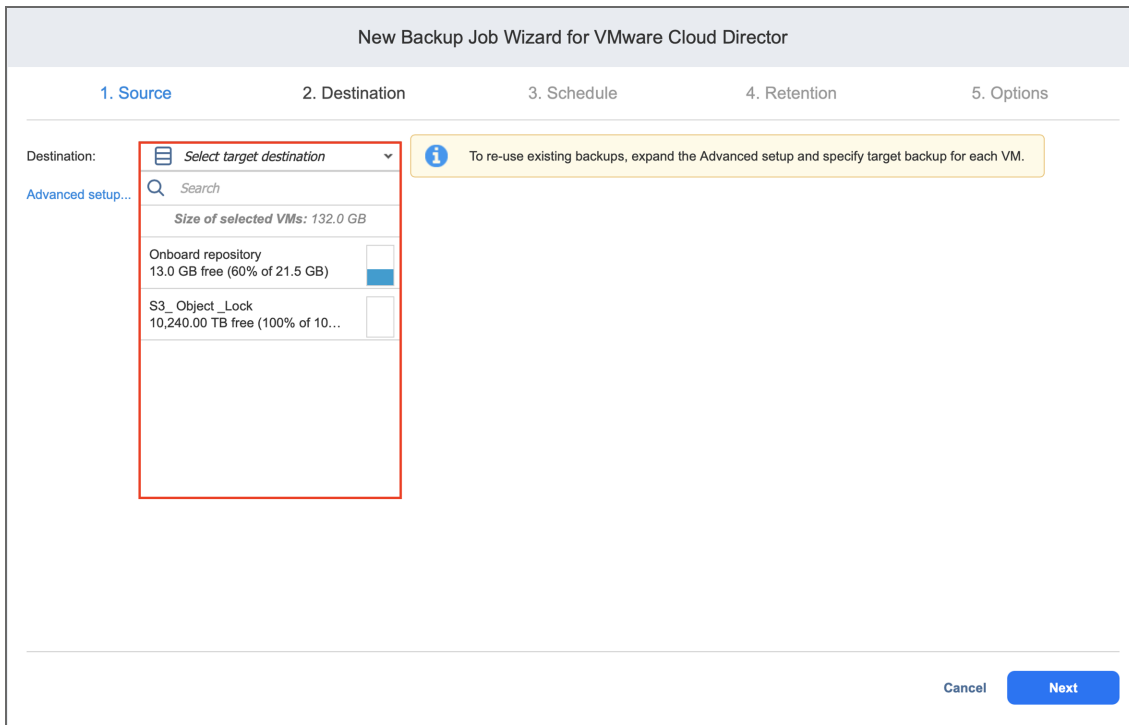 New Backup Job Wizard for VMware Cloud Director
1. Source 2. Destination 3. Schedule 4. Retention 5. Options
Destination: Select target destination
To re-use existing backups, expand the Advanced setup and specify target backup for each VM.
Advanced setup...
Search
Size of selected VMs: 132.0 GB
Onboard repository
13.0 GB free (60% of 21.5 GB)
S3_ Object _Lock
10,240.00 TB free (100% of 10...
Cancel Next